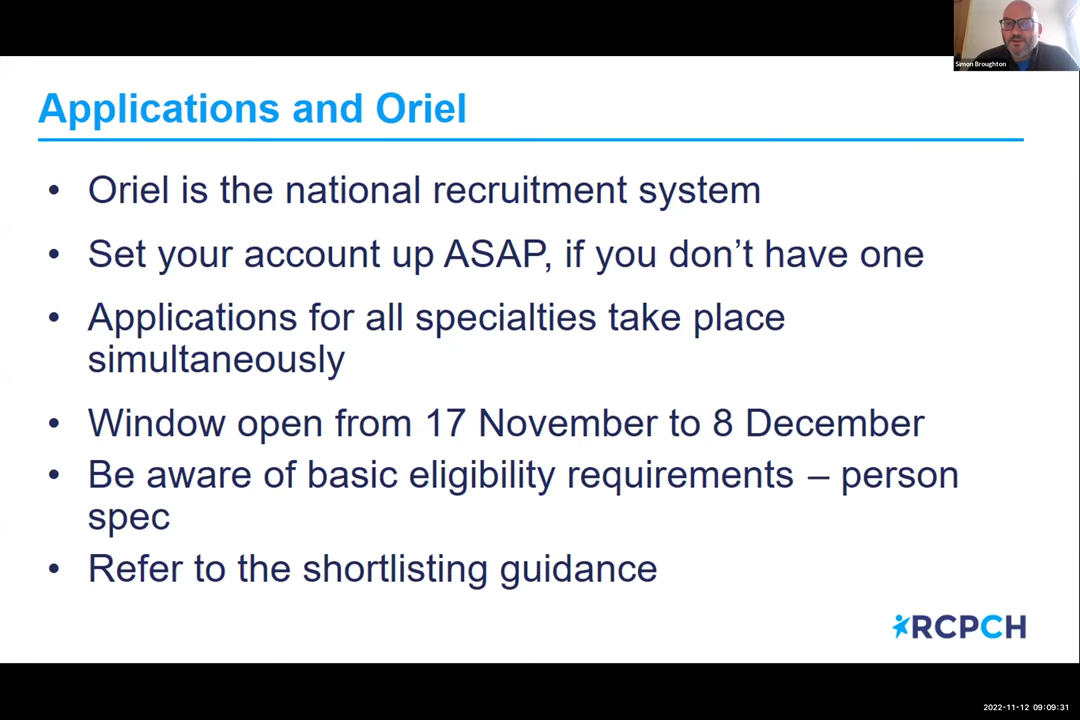 Simon Broughton
Applications and Oriel
• Oriel is the national recruitment system
• Set your account up ASAP, if you don’t have one
• Applications for all specialties take place
simultaneously
• Window open from 17 November to 8 December
• Be aware of basic eligibility requirements – person
spec
• Refer to the shortlisting guidance
RCPCH
2022-11-12 09:09:31